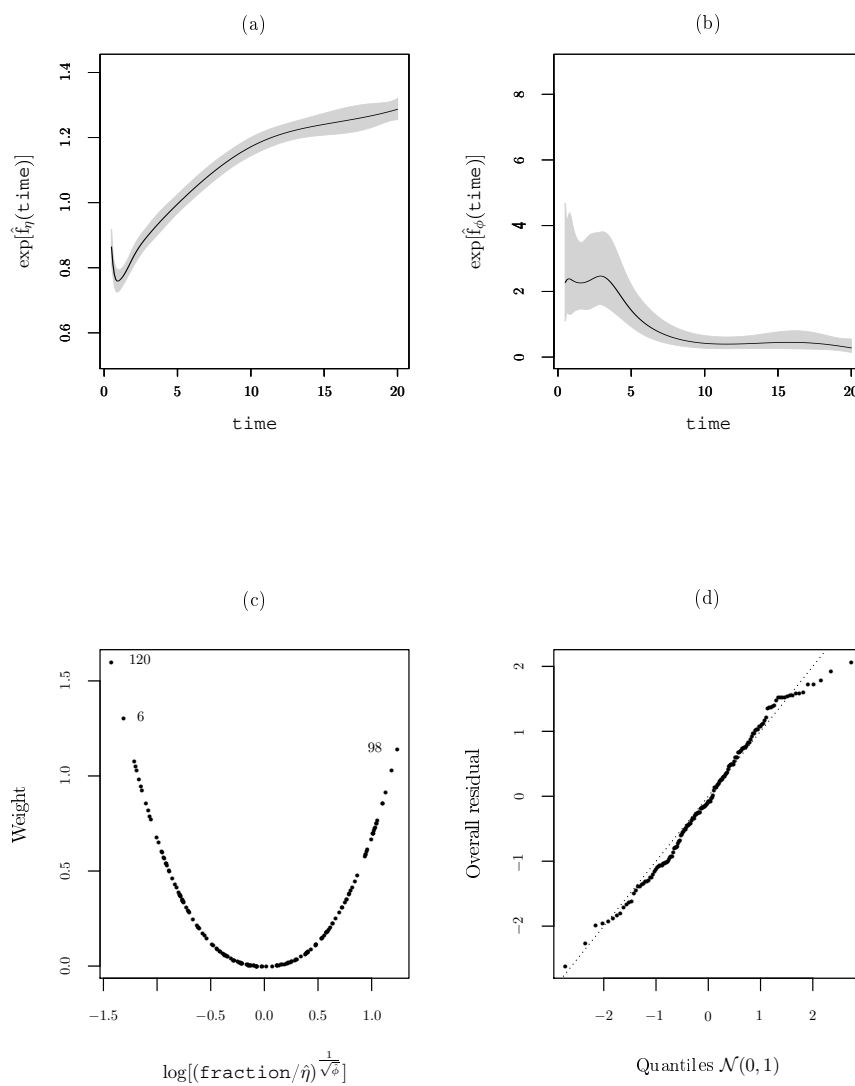 (a)
exp[f̂η(time)]
1.4
1.2
1.0
0.8
0.6
0 5 10 15 20
time
(b)
exp[f̂ϕ(time)]
8
6
4
2
0
0 5 10 15 20
time
(c)
Weight
1.5
1.0
0.5
0.0
120
6
98
−1.5 −0.5 0.0 0.5 1.0
log[(fraction/η̂)^(1/√ϕ̂)]
(d)
Overall residual
2
1
0
−1
−2
−2 −1 0 1 2
Quantiles 𝒩(0, 1)